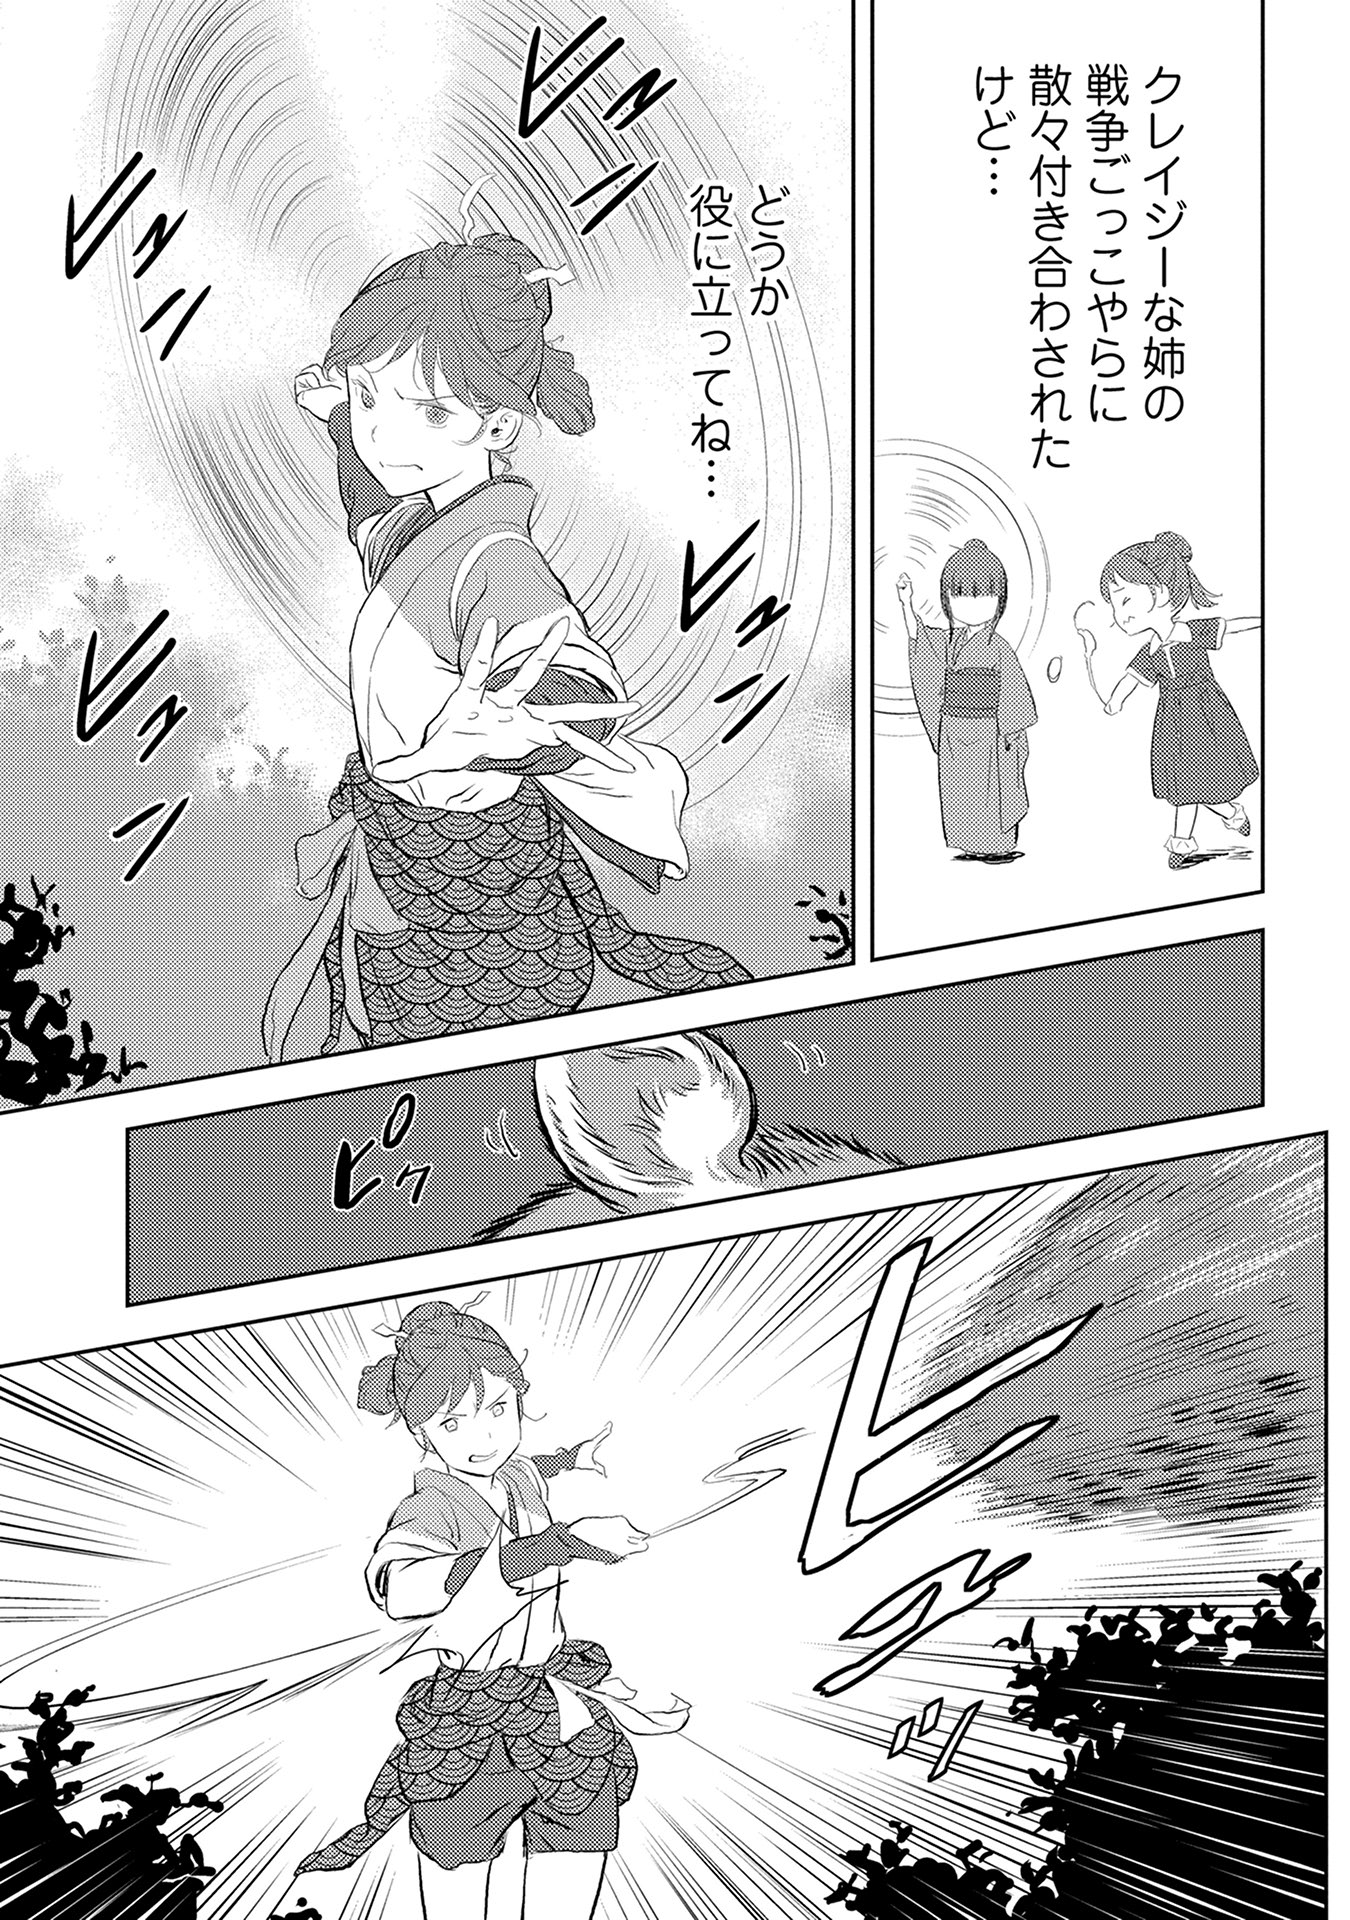 クレイジーな姉の
戦争ごっこやらに
散々付き合わされた
けど…
どうか
役に立ってね…
ビュン
ビュン
ビュン
ビュン
ピク
ヒュッ